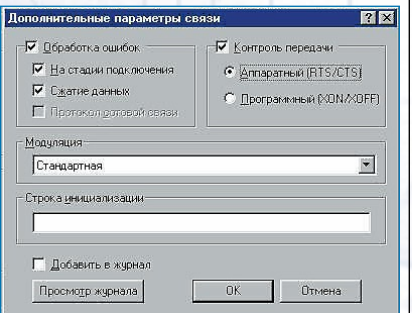 Дополнительные параметры связи
Обработка ошибок
На стадии подключения
Сжатие данных
Протокол сотовой связи
Контроль передачи
Аппаратный (RTS/CTS)
Программный (XON/XOFF)
Модуляция
Стандартная
Строка инициализации
Добавить в журнал
Просмотр журнала
OK
Отмена